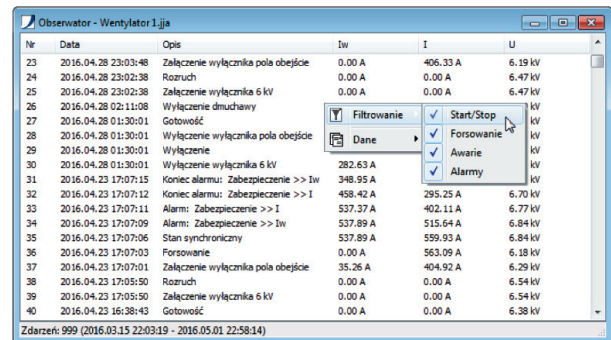 Obserwator - Wentylator 1.jja
Nr Data Opis Iw I U
23 2016.04.28 23:03:48 Załączenie wyłącznika pola obejście 0.00 A 406.33 A 6.19 kV
24 2016.04.28 23:02:38 Rozruch 0.00 A 0.00 A 6.47 kV
25 2016.04.28 23:02:38 Załączenie wyłącznika 6 kV 0.00 A 0.00 A 6.47 kV
26 2016.04.28 02:11:08 Wyłączenie dmuchawy kV
27 2016.04.28 01:30:01 Gotowość Filtrowanie Start/Stop
28 2016.04.28 01:30:01 Wyłączenie wyłącznika pola obejście Forsowanie
29 2016.04.28 01:30:01 Wyłączenie Dane Awarie
30 2016.04.28 01:30:01 Wyłączenie wyłącznika 6 kV 282.63 A Alarmy
31 2016.04.23 17:07:15 Koniec alarmu: Zabezpieczenie >> Iw 348.95 A
32 2016.04.23 17:07:12 Koniec alarmu: Zabezpieczenie >> I 458.42 A 295.25 A 6.70 kV
33 2016.04.23 17:07:11 Alarm: Zabezpieczenie >> I 537.37 A 402.11 A 6.77 kV
34 2016.04.23 17:07:09 Alarm: Zabezpieczenie >> Iw 537.89 A 515.64 A 6.84 kV
35 2016.04.23 17:07:06 Stan synchroniczny 537.89 A 559.93 A 6.84 kV
36 2016.04.23 17:07:03 Forsowanie 0.00 A 563.09 A 6.18 kV
37 2016.04.23 17:07:01 Załączenie wyłącznika pola obejście 35.26 A 404.92 A 6.29 kV
38 2016.04.23 17:05:50 Rozruch 0.00 A 0.00 A 6.54 kV
39 2016.04.23 17:05:50 Załączenie wyłącznika 6 kV 0.00 A 0.00 A 6.54 kV
40 2016.04.23 16:38:43 Gotowość 0.00 A 0.00 A 6.38 kV
Zdarzeń: 999 (2016.03.15 22:03:19 - 2016.05.01 22:58:14)